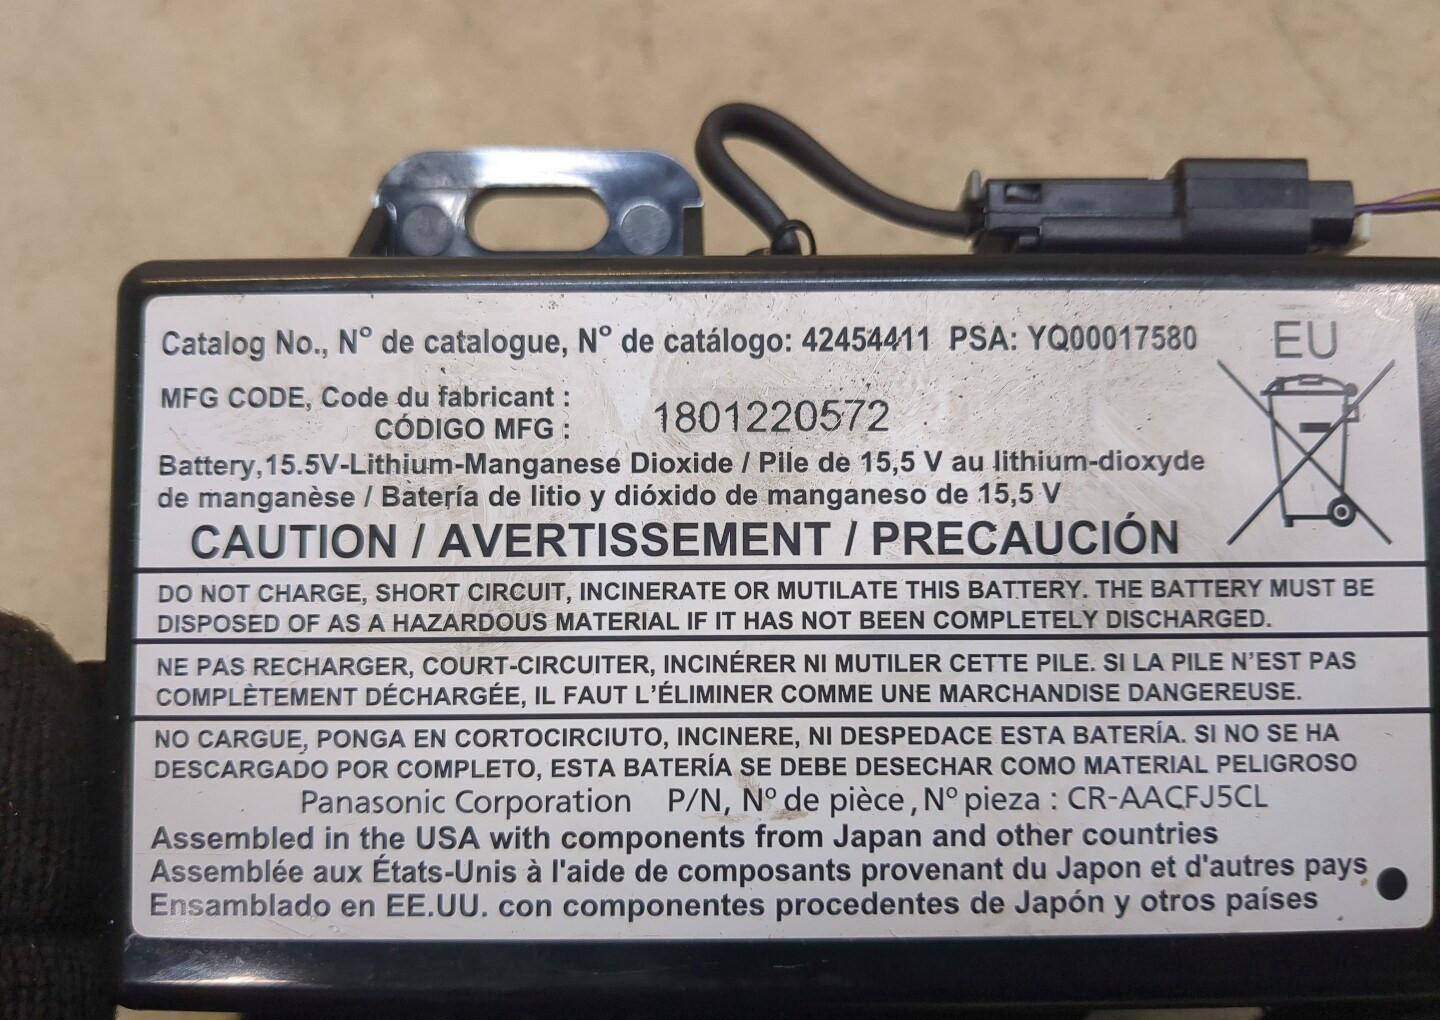 Catalog No., N° de catalogue, N° de catálogo: 42454411 PSA: YQ00017580
EU
MFG CODE, Code du fabricant :
CÓDIGO MFG :
1801220572
Battery,15.5V-Lithium-Manganese Dioxide / Pile de 15,5 V au lithium-dioxyde
de manganèse / Batería de litio y dióxido de manganeso de 15,5 V
CAUTION / AVERTISSEMENT / PRECAUCIÓN
DO NOT CHARGE, SHORT CIRCUIT, INCINERATE OR MUTILATE THIS BATTERY. THE BATTERY MUST BE
DISPOSED OF AS A HAZARDOUS MATERIAL IF IT HAS NOT BEEN COMPLETELY DISCHARGED.
NE PAS RECHARGER, COURT-CIRCUITER, INCINÉRER NI MUTILER CETTE PILE. SI LA PILE N'EST PAS
COMPLÈTEMENT DÉCHARGÉE, IL FAUT L'ÉLIMINER COMME UNE MARCHANDISE DANGEREUSE.
NO CARGUE, PONGA EN CORTOCIRCIUTO, INCINERE, NI DESPEDACE ESTA BATERÍA. SI NO SE HA
DESCARGADO POR COMPLETO, ESTA BATERÍA SE DEBE DESECHAR COMO MATERIAL PELIGROSO
Panasonic Corporation P/N, N° de pièce, N° pieza : CR-AACFJ5CL
Assembled in the USA with components from Japan and other countries
Assemblée aux États-Unis à l'aide de composants provenant du Japon et d'autres pays
Ensamblado en EE.UU. con componentes procedentes de Japón y otros países